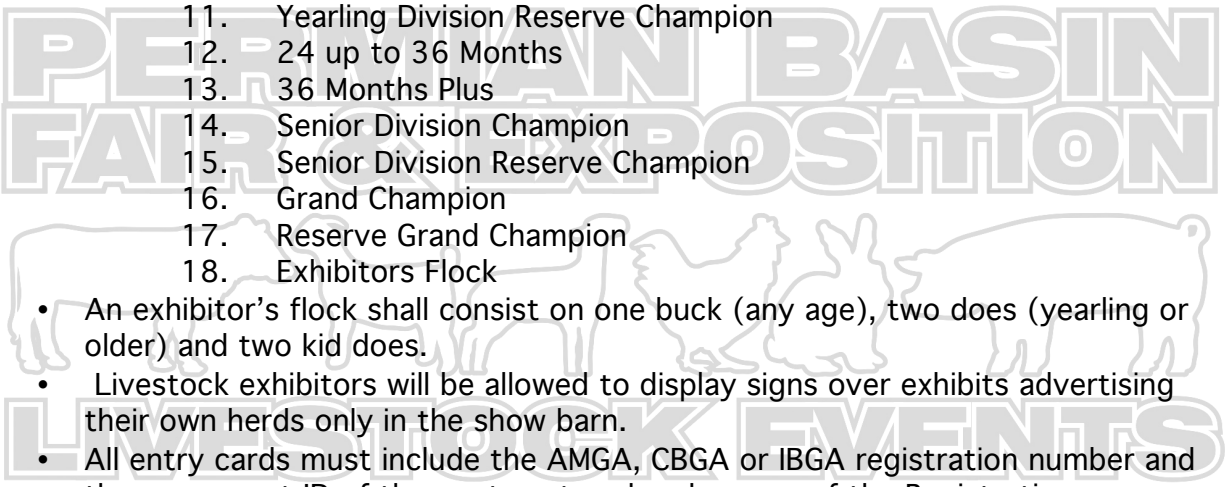 11. Yearling Division Reserve Champion
PERMIAN BASIN
12. 24 up to 36 Months
13. 36 Months Plus
FAIR & EXPOSITION
14. Senior Division Champion
15. Senior Division Reserve Champion
16. Grand Champion
17. Reserve Grand Champion
18. Exhibitors Flock
• An exhibitor's flock shall consist on one buck (any age), two does (yearling or
older) and two kid does.
• Livestock exhibitors will be allowed to display signs over exhibits advertising
their own herds only in the show barn.
LIVESTOCK EVENTS
• All entry cards must include the AMGA, CBGA or IBGA registration number and